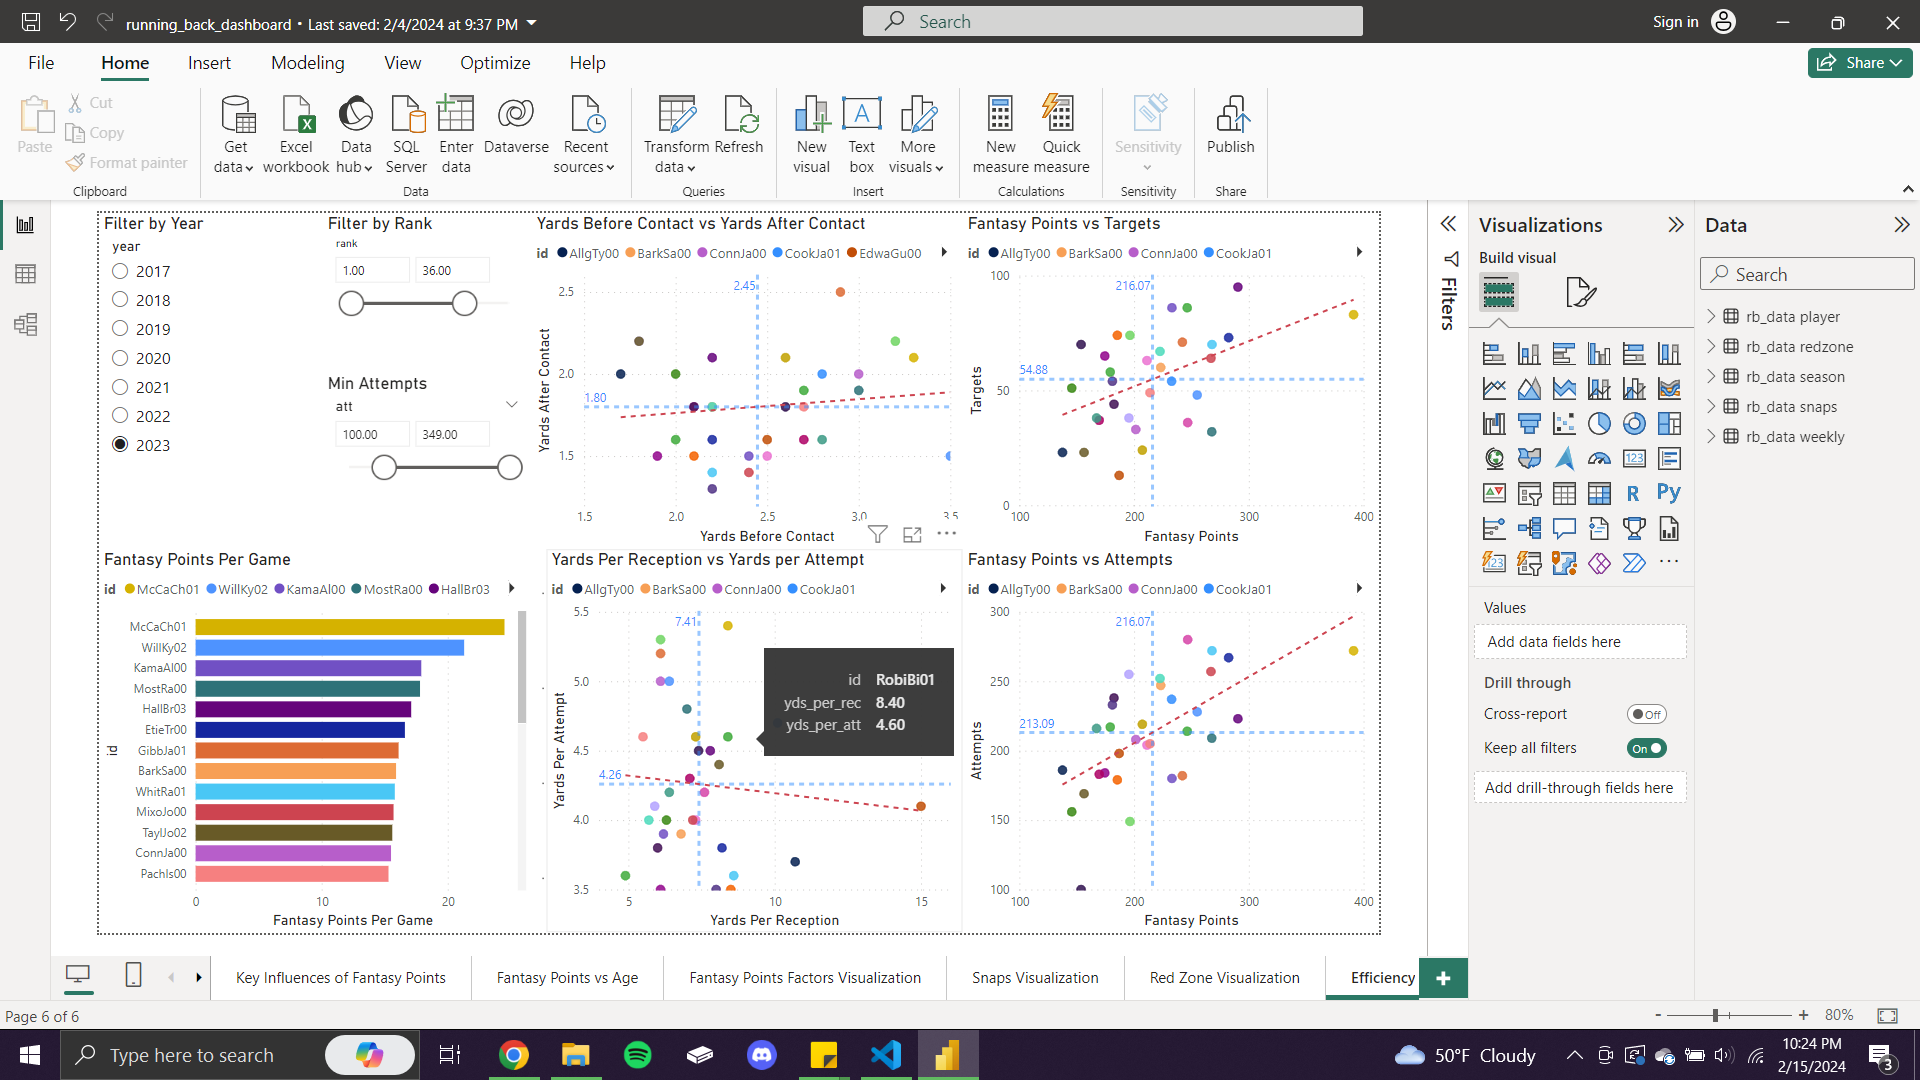 running_back_dashboard • Last saved: 2/4/2024 at 9:37 PM
Search
Sign in
File
Home
Insert
Modeling
View
Optimize
Help
Share
Paste
Cut
Copy
Format painter
Clipboard
Get data
Excel workbook
Data hub
SQL Server
Enter data
Dataverse
Recent sources
Data
Transform data
Refresh
Queries
New visual
Text box
More visuals
Insert
New measure
Quick measure
Calculations
Sensitivity
Sensitivity
Publish
Share
Filter by Year
year
2017
2018
2019
2020
2021
2022
2023
Filter by Rank
rank
1.00 36.00
Min Attempts
att
100.00 349.00
Yards Before Contact vs Yards After Contact
id AllgTy00 BarkSa00 ConnJa00 CookJa01 EdwaGu00
2.45
2.5
2.0
1.80
1.5
Yards After Contact
1.5 2.0 2.5 3.0 3.5
Yards Before Contact
Fantasy Points vs Targets
id AllgTy00 BarkSa00 ConnJa00 CookJa01
100
216.07
54.88
50
0
Targets
100 200 300 400
Fantasy Points
Fantasy Points Per Game
id McCaCh01 WillKy02 KamaAl00 MostRa00 HallBr03
McCaCh01
WillKy02
KamaAl00
MostRa00
HallBr03
EtieTr00
GibbJa01
BarkSa00
WhitRa01
MixoJo00
TaylJo02
ConnJa00
PachIs00
id
0 10 20
Fantasy Points Per Game
Yards Per Reception vs Yards per Attempt
id AllgTy00 BarkSa00 ConnJa00 CookJa01
5.5
7.41
5.0
4.5
4.26
4.0
3.5
Yards Per Attempt
5 10 15
Yards Per Reception
id RobiBi01
yds_per_rec 8.40
yds_per_att 4.60
Fantasy Points vs Attempts
id AllgTy00 BarkSa00 ConnJa00 CookJa01
300
216.07
250
213.09
200
150
100
Attempts
100 200 300 400
Fantasy Points
Filters
Visualizations
Build visual
123
R
Py
123
Values
Add data fields here
Drill through
Cross-report
Off
Keep all filters
On
Add drill-through fields here
Data
Search
rb_data player
rb_data redzone
rb_data season
rb_data snaps
rb_data weekly
Key Influences of Fantasy Points
Fantasy Points vs Age
Fantasy Points Factors Visualization
Snaps Visualization
Red Zone Visualization
Efficiency
Page 6 of 6
- + 80%
Type here to search
50°F Cloudy
10:24 PM
2/15/2024
3